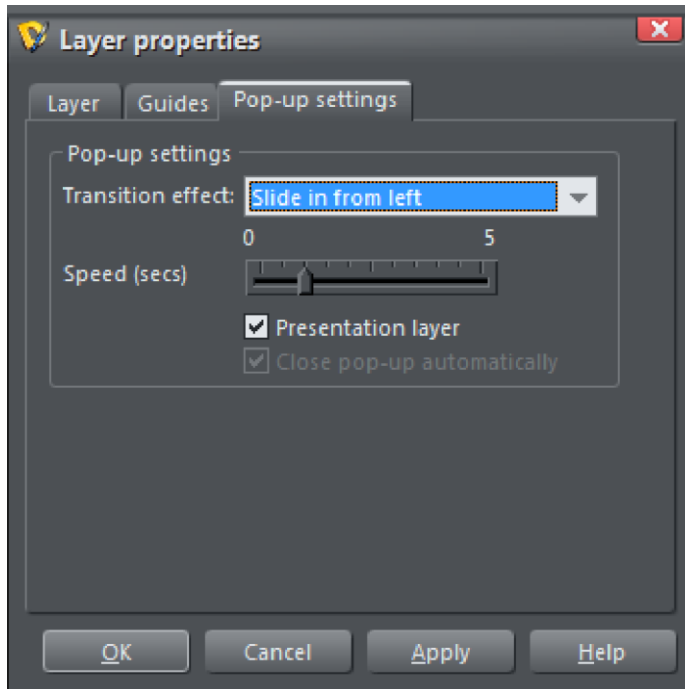 Layer properties
Layer Guides Pop-up settings
Pop-up settings
Transition effect: Slide in from left
0 5
Speed (secs)
Presentation layer
Close pop-up automatically
OK Cancel Apply Help